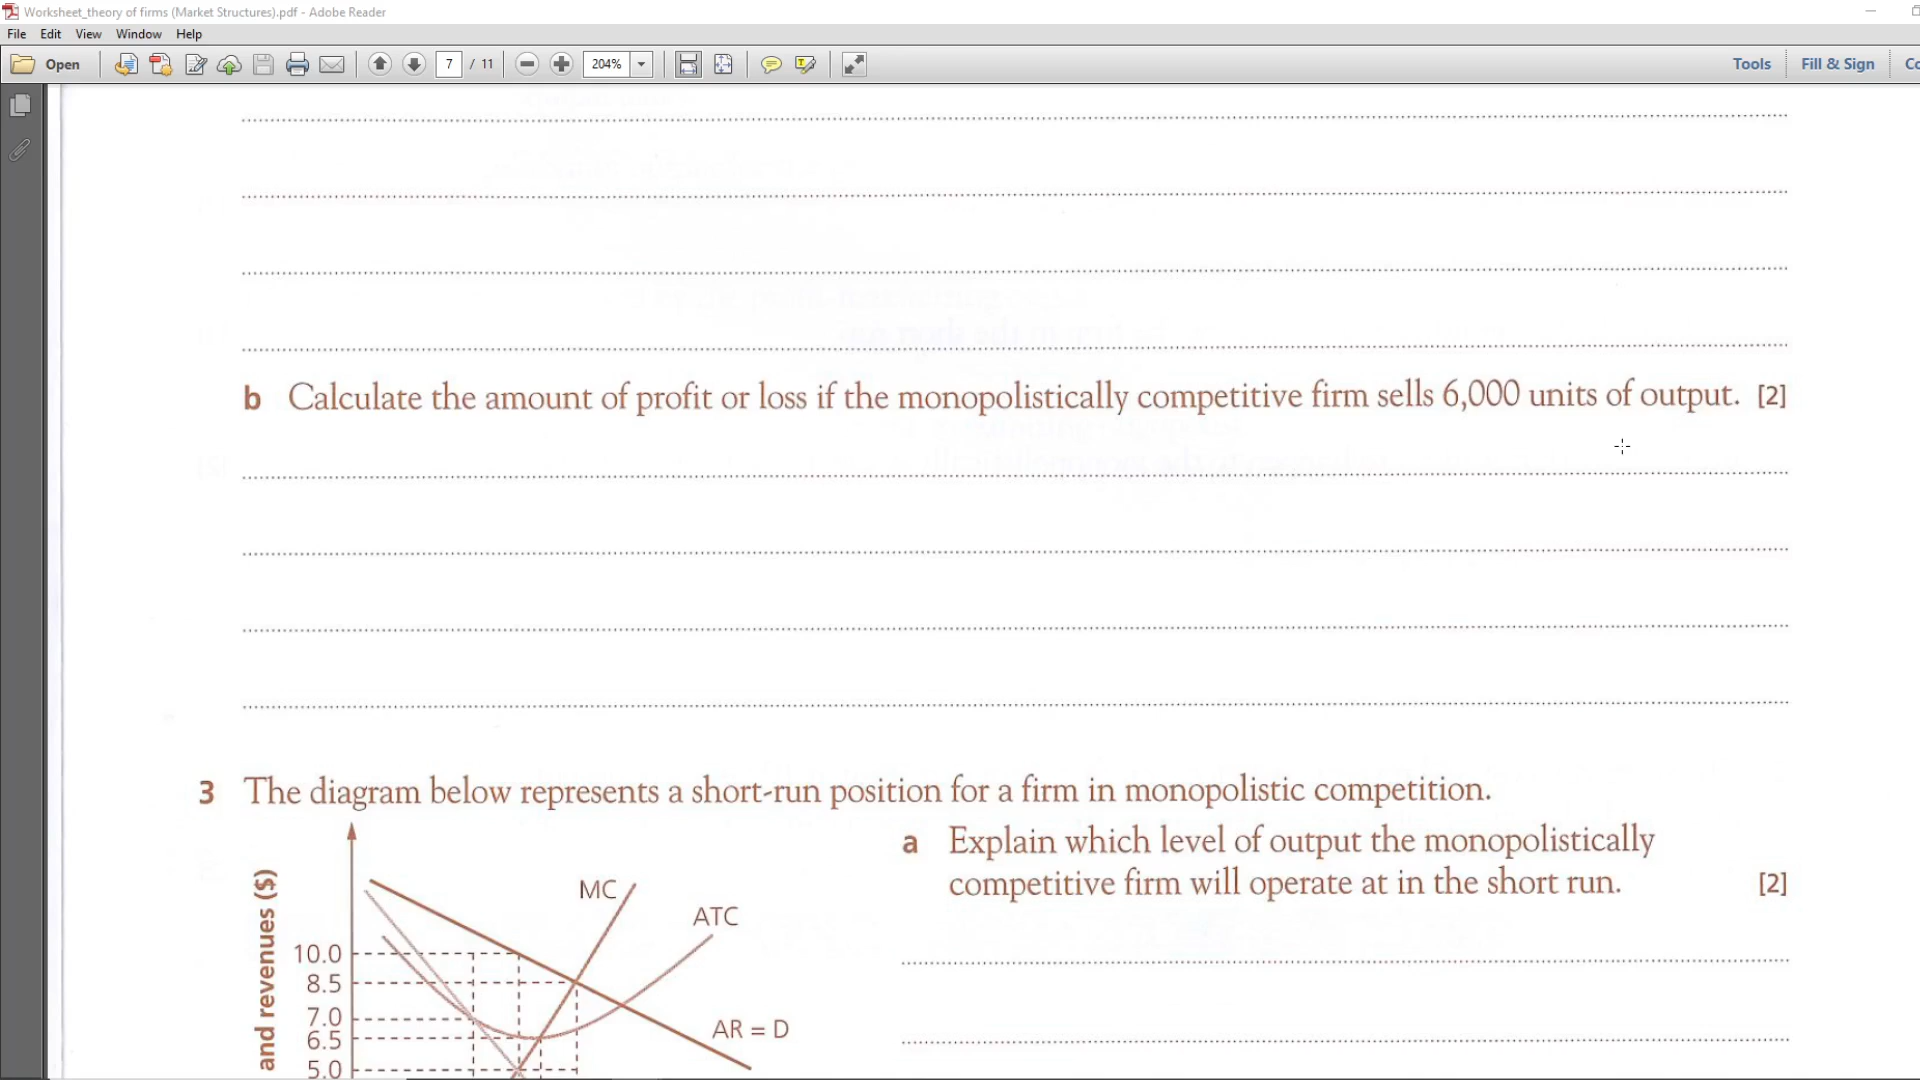 Worksheet_theory of firms (Market Structures).pdf - Adobe Reader
File Edit View Window Help
Open 7 / 11 204% Tools Fill & Sign
b Calculate the amount of profit or loss if the monopolistically competitive firm sells 6,000 units of output. [2]
3 The diagram below represents a short-run position for a firm in monopolistic competition.
a Explain which level of output the monopolistically
competitive firm will operate at in the short run. [2]
and revenues ($)
MC
ATC
10.0
8.5
7.0
6.5
5.0
AR = D